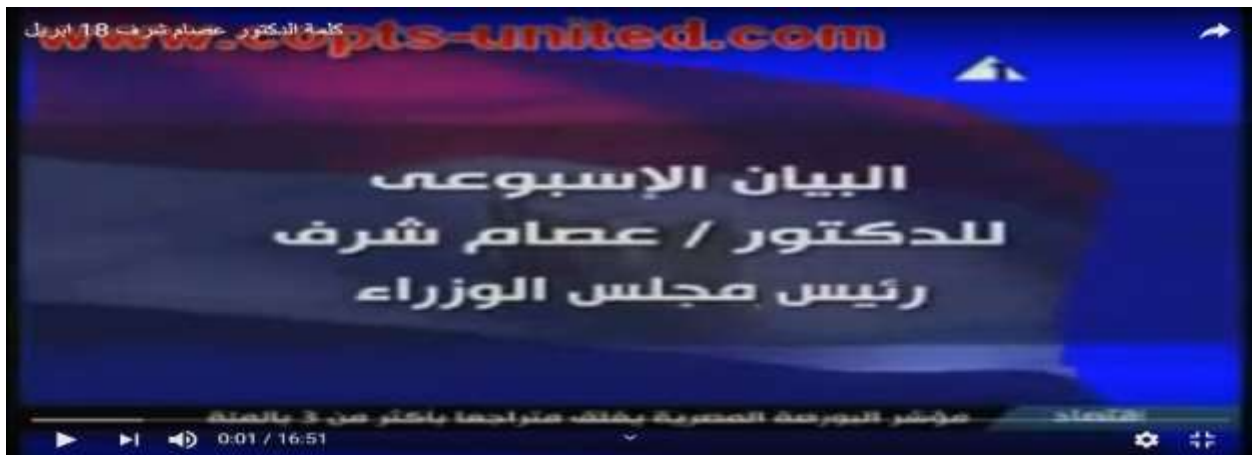 كلمة الدكتور عصام شرف 18 ابريل
www.copts-united.com
البيان الإسبوعى
للدكتور / عصام شرف
رئيس مجلس الوزراء
اقتصاد مؤشر البورصة المصرية يغلق متراجعا بأكثر من 3 بالمئة
0:01 / 16:51